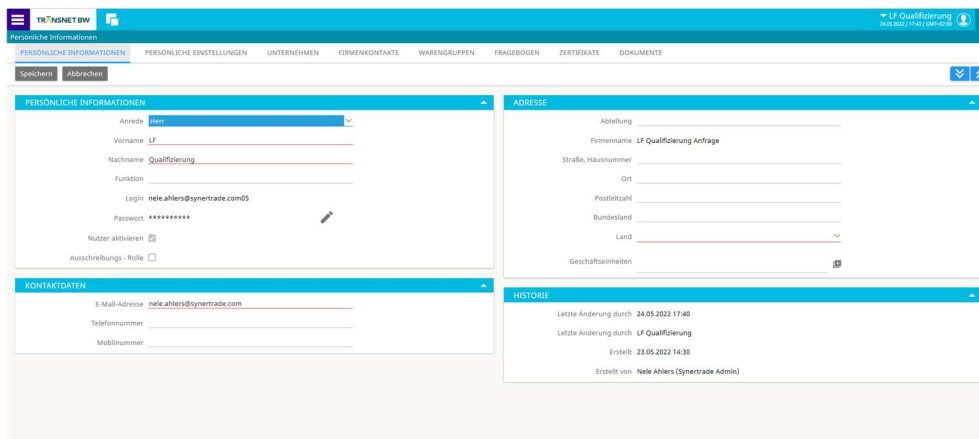 TRANSNET BW
LF Qualifizierung
24.05.2022 / 17:43 / GMT+02:00
Persönliche Informationen
PERSÖNLICHE INFORMATIONEN PERSÖNLICHE EINSTELLUNGEN UNTERNEHMEN FIRMENKONTAKTE WARENGRUPPEN FRAGEBÖGEN ZERTIFIKATE DOKUMENTE
Speichern Abbrechen
PERSÖNLICHE INFORMATIONEN
Anrede Herr
Vorname LF
Nachname Qualifizierung
Funktion
Login nele.ahlers@synertrade.com05
Passwort **********
Nutzer aktivieren
Ausschreibungs - Rolle
KONTAKTDATEN
E-Mail-Adresse nele.ahlers@synertrade.com
Telefonnummer
Mobilnummer
ADRESSE
Abteilung
Firmenname LF Qualifizierung Anfrage
Straße, Hausnummer
Ort
Postleitzahl
Bundesland
Land
Geschäftseinheiten
HISTORIE
Letzte Änderung durch 24.05.2022 17:40
Letzte Änderung durch LF Qualifizierung
Erstellt 23.05.2022 14:30
Erstellt von Nele Ahlers (Synertrade Admin)